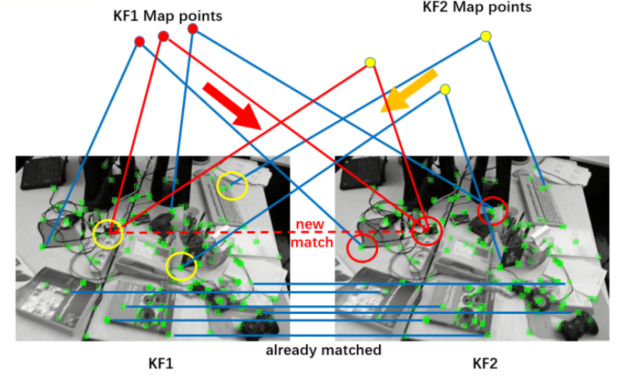 KF1 Map points
KF2 Map points
new
match
already matched
KF1
KF2